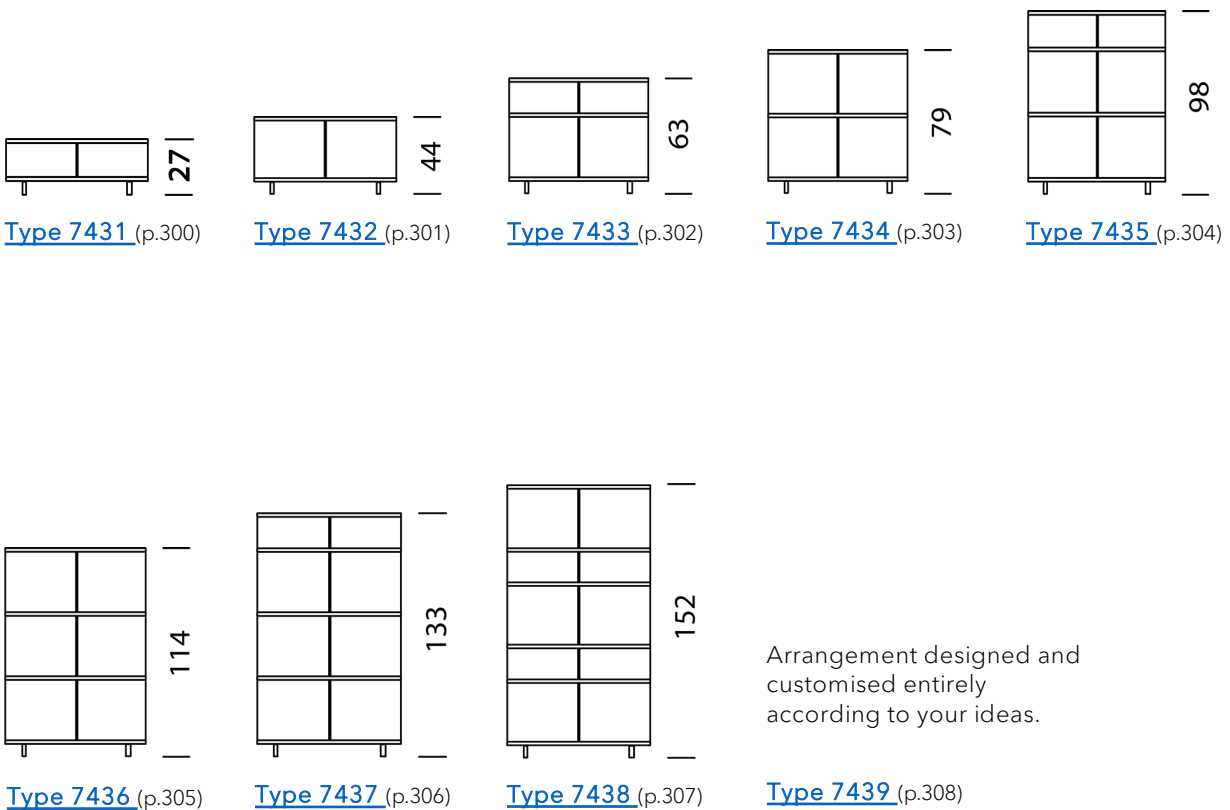 27
44
63
79
98
Type 7431 (p.300)
Type 7432 (p.301)
Type 7433 (p.302)
Type 7434 (p.303)
Type 7435 (p.304)
114
133
152
Arrangement designed and
customised entirely
according to your ideas.
Type 7436 (p.305)
Type 7437 (p.306)
Type 7438 (p.307)
Type 7439 (p.308)